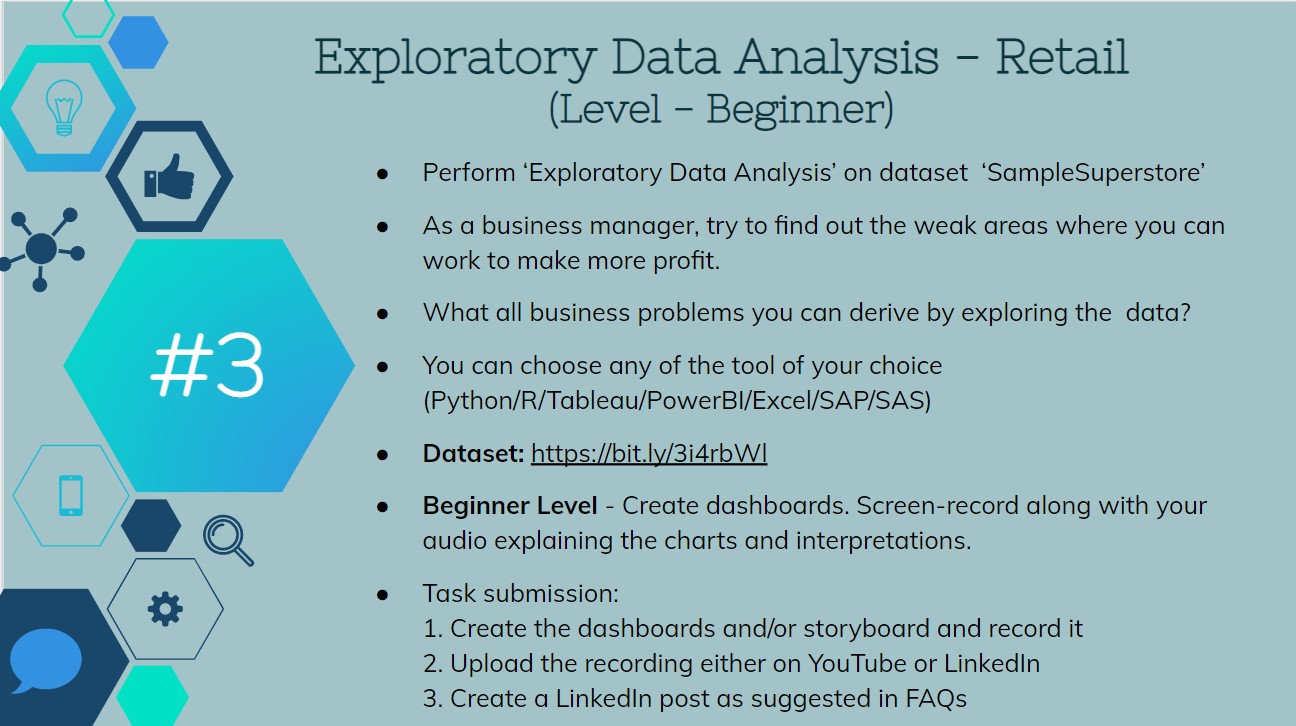 Exploratory Data Analysis – Retail
(Level – Beginner)
#3
● Perform ‘Exploratory Data Analysis’ on dataset ‘SampleSuperstore’
● As a business manager, try to find out the weak areas where you can
work to make more profit.
● What all business problems you can derive by exploring the data?
● You can choose any of the tool of your choice
(Python/R/Tableau/PowerBI/Excel/SAP/SAS)
● Dataset: https://bit.ly/3i4rbWl
● Beginner Level - Create dashboards. Screen-record along with your
audio explaining the charts and interpretations.
● Task submission:
1. Create the dashboards and/or storyboard and record it
2. Upload the recording either on YouTube or LinkedIn
3. Create a LinkedIn post as suggested in FAQs